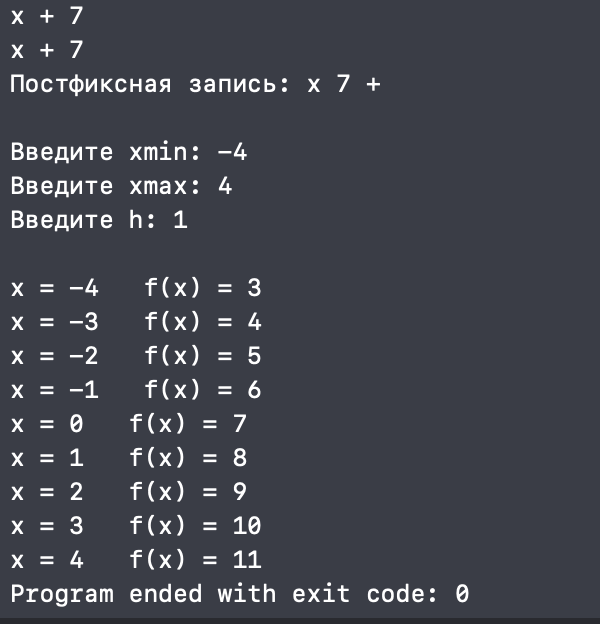 x + 7
x + 7
Постфиксная запись: x 7 +
Введите xmin: -4
Введите xmax: 4
Введите h: 1
x = -4   f(x) = 3
x = -3   f(x) = 4
x = -2   f(x) = 5
x = -1   f(x) = 6
x = 0   f(x) = 7
x = 1   f(x) = 8
x = 2   f(x) = 9
x = 3   f(x) = 10
x = 4   f(x) = 11
Program ended with exit code: 0